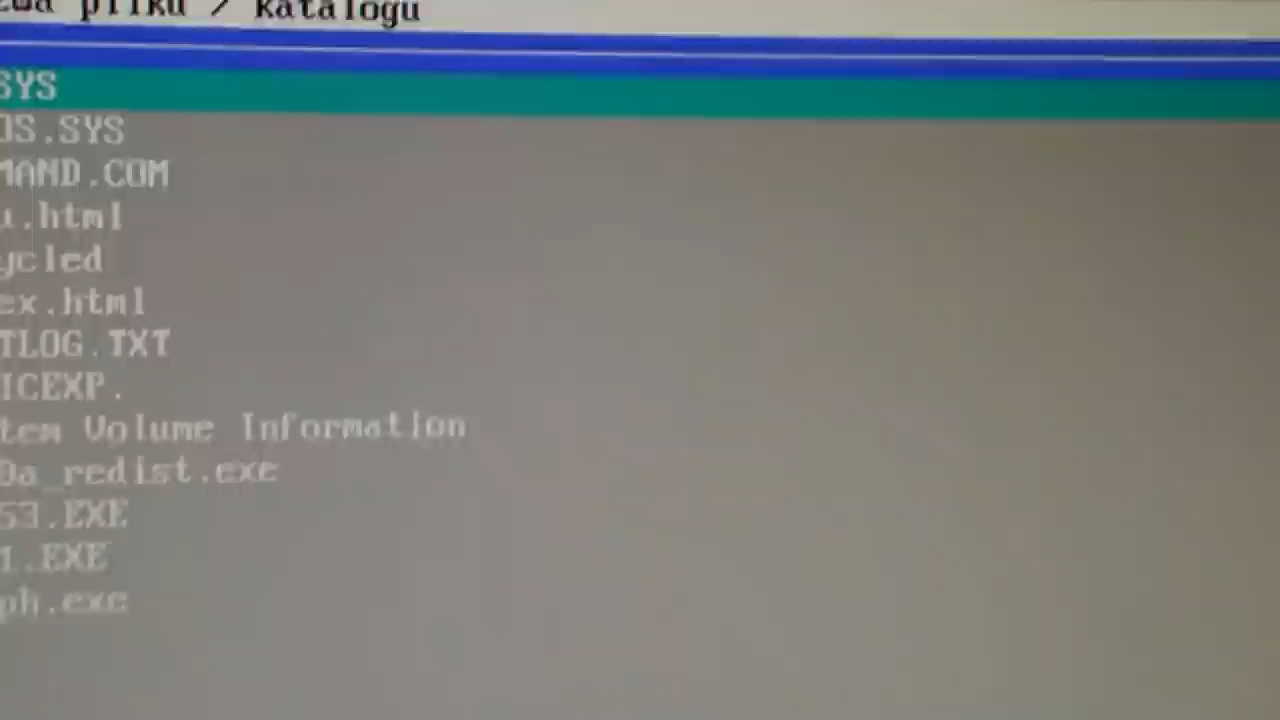 pliku / katalogu
SYS
OS.SYS
MAND.COM
u.html
ycled
ex.html
TLOG.TXT
ICEXP.
tem Volume Information
0a_redist.exe
53.EXE
1.EXE
ph.exe